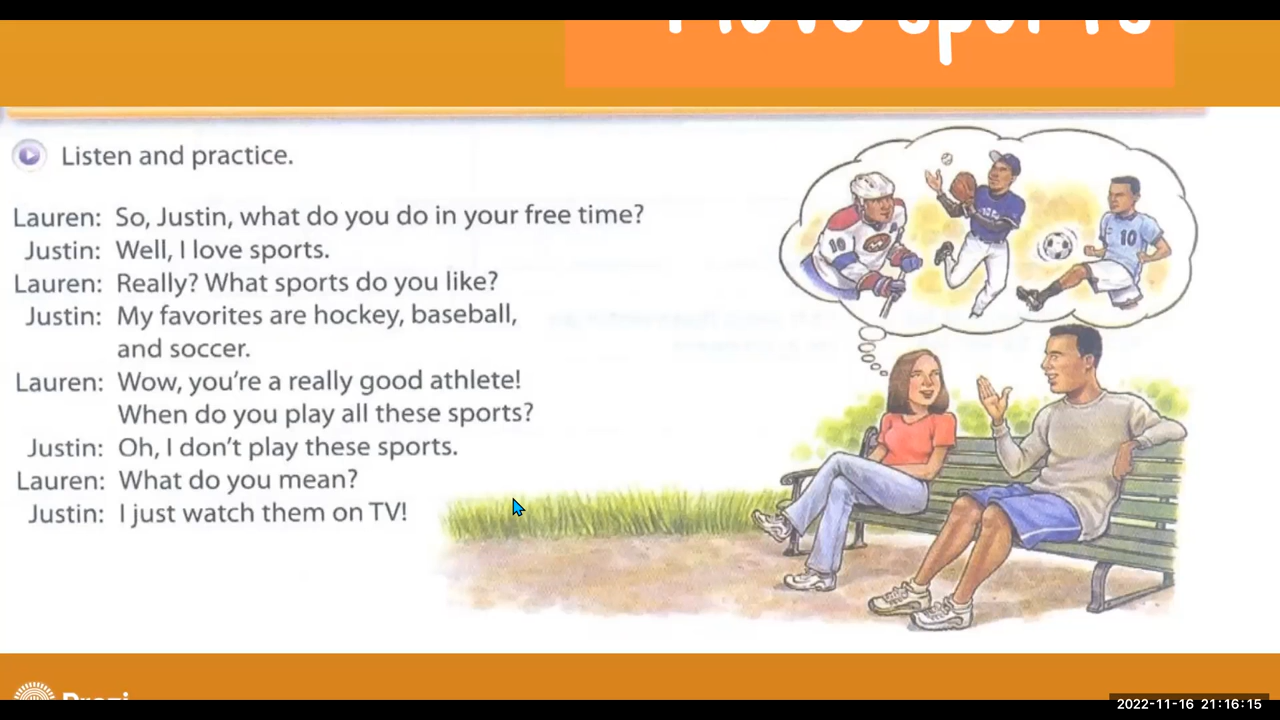 I love sports
Listen and practice.
Lauren: So, Justin, what do you do in your free time?
Justin: Well, I love sports.
Lauren: Really? What sports do you like?
Justin: My favorites are hockey, baseball,
and soccer.
Lauren: Wow, you're a really good athlete!
When do you play all these sports?
Justin: Oh, I don't play these sports.
Lauren: What do you mean?
Justin: I just watch them on TV!
10
10
Prezi
2022-11-16 21:16:15